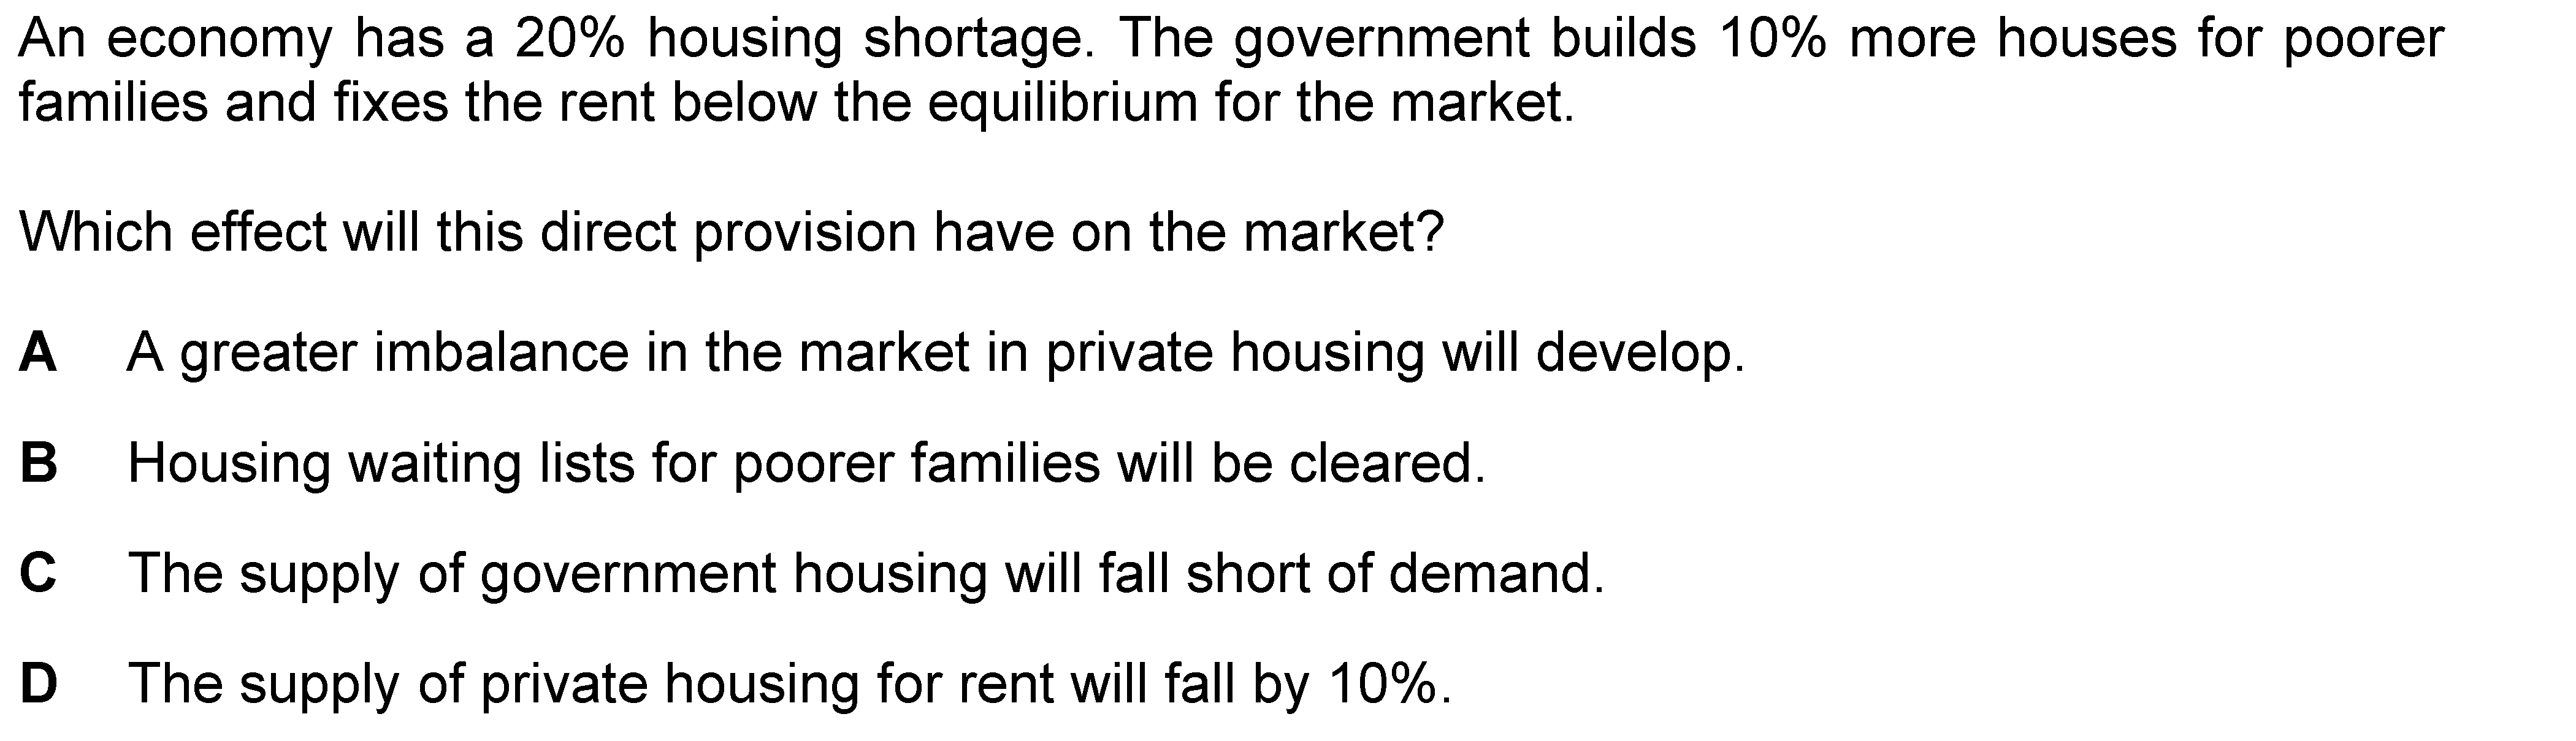 An economy has a 20% housing shortage. The government builds 10% more houses for poorer
families and fixes the rent below the equilibrium for the market.
Which effect will this direct provision have on the market?
A A greater imbalance in the market in private housing will develop.
B Housing waiting lists for poorer families will be cleared.
C The supply of government housing will fall short of demand.
D The supply of private housing for rent will fall by 10%.